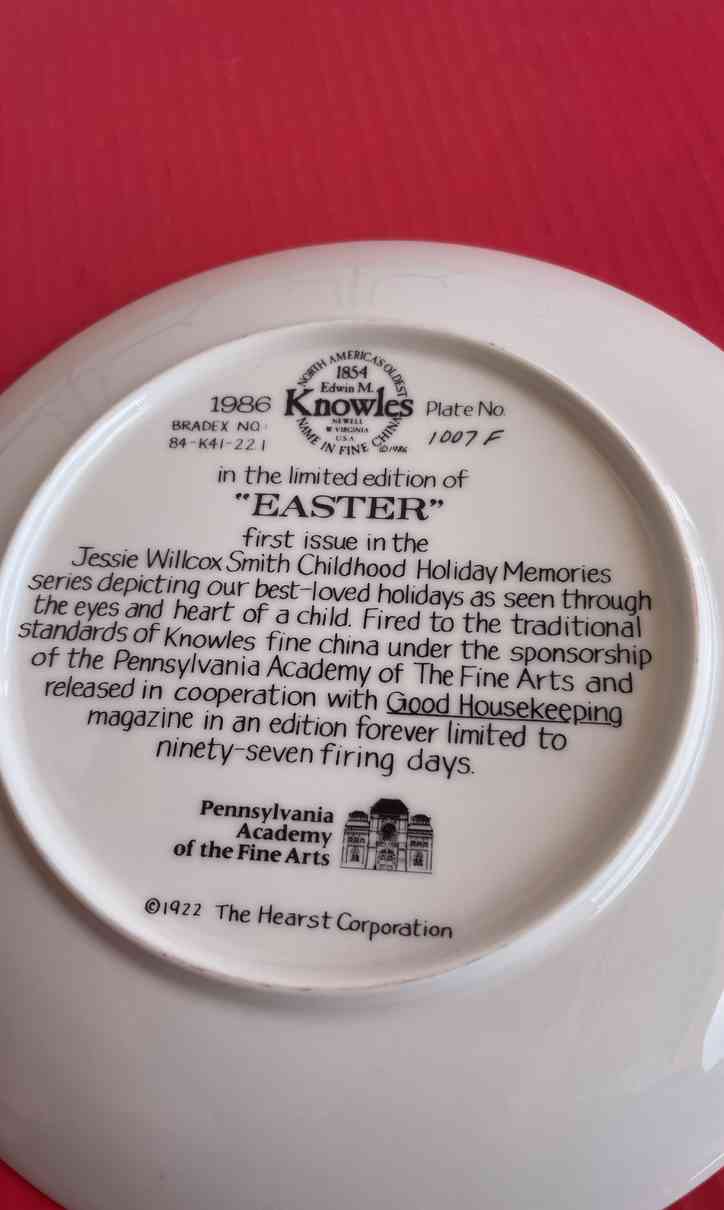 NORTH AMERICA'S OLDEST
1854
Edwin M.
Knowles
NEWELL
W VIRGINIA
U.S.A
NAME IN FINE CHINA
©1986
1986
BRADEX NO:
84-K41-221
Plate No.
1007F
in the limited edition of
"EASTER"
first issue in the
Jessie Willcox Smith Childhood Holiday Memories
series depicting our best-loved holidays as seen through
the eyes and heart of a child. Fired to the traditional
standards of Knowles fine china under the sponsorship
of the Pennsylvania Academy of The Fine Arts and
released in cooperation with Good Housekeeping
magazine in an edition forever limited to
ninety-seven firing days.
Pennsylvania
Academy
of the Fine Arts
©1922 The Hearst Corporation